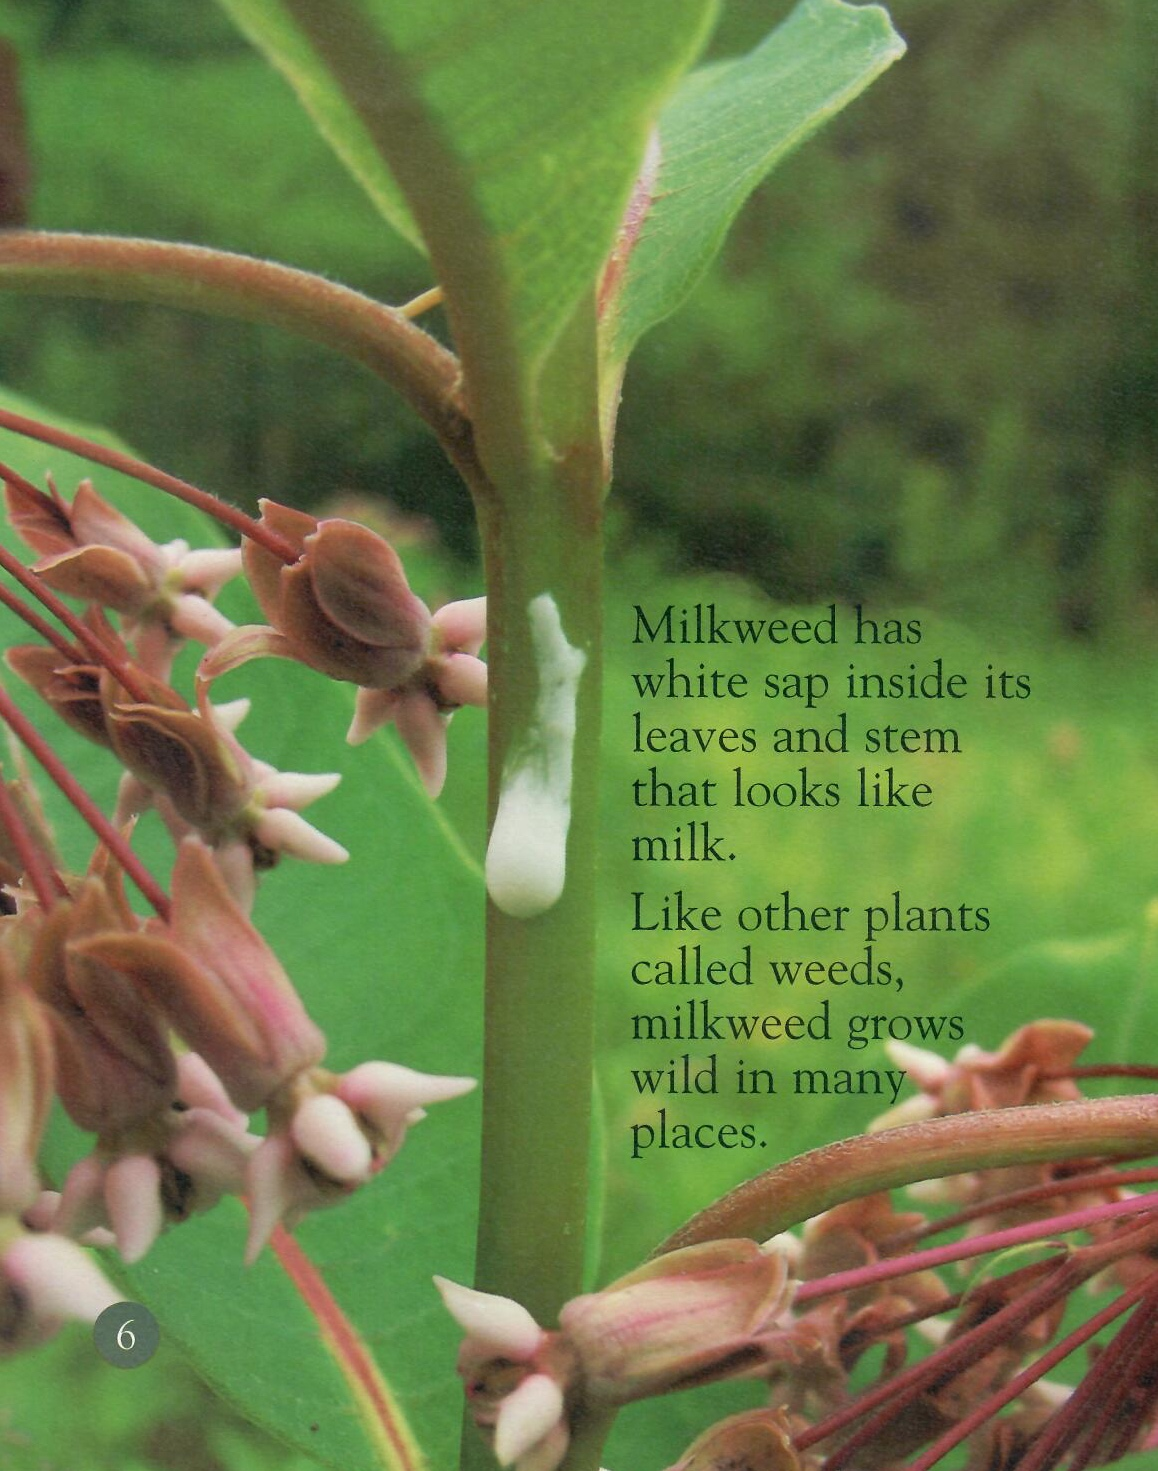 Milkweed has
white sap inside its
leaves and stem
that looks like
milk.
Like other plants
called weeds,
milkweed grows
wild in many
places.
6